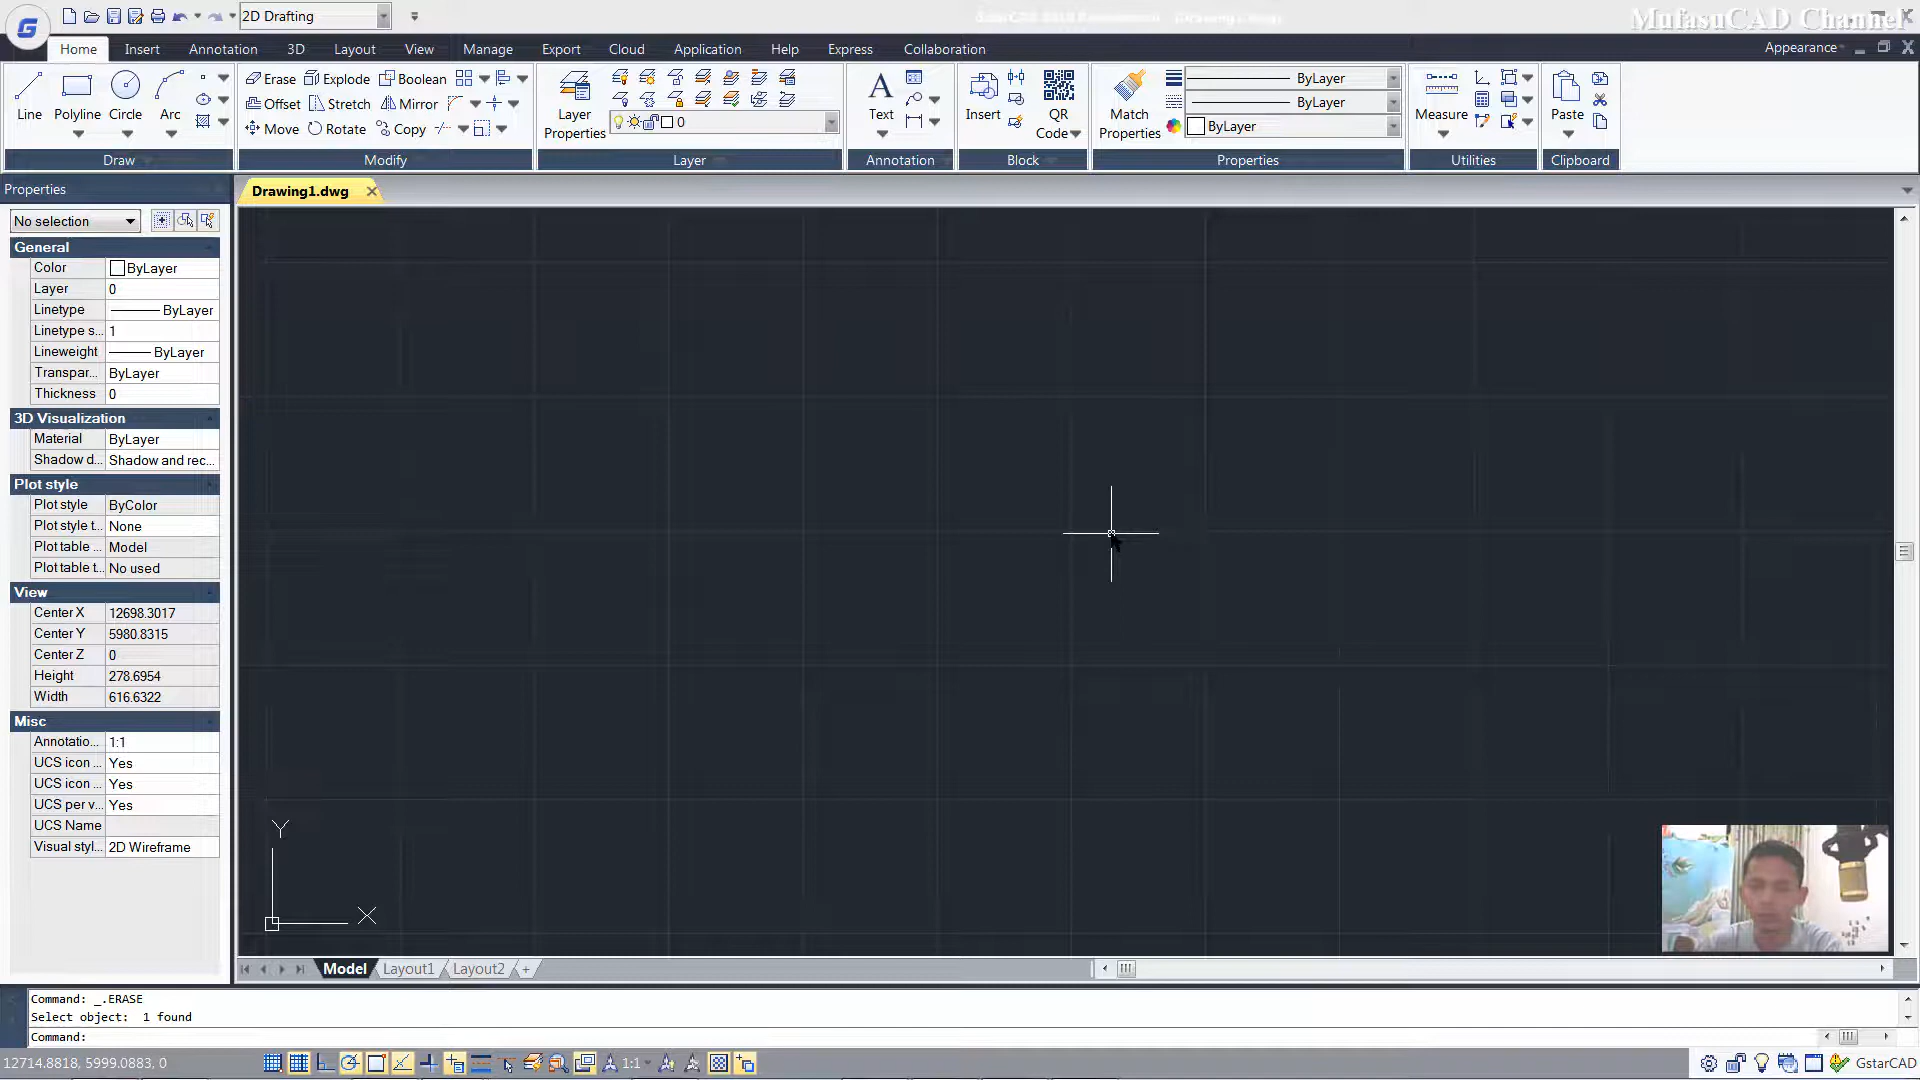 2D Drafting
MufasuCAD Channel
Home Insert Annotation 3D Layout View Manage Export Cloud Application Help Express Collaboration
Appearance
Line Polyline Circle Arc
Erase Explode Boolean
Offset Stretch Mirror
Move Rotate Copy
Layer Properties
0
Text
Insert
QR Code
Match Properties
ByLayer
ByLayer
ByLayer
Measure
Paste
Draw Modify Layer Annotation Block Properties Utilities Clipboard
Properties
Drawing1.dwg
No selection
General
Color ByLayer
Layer 0
Linetype ByLayer
Linetype s... 1
Lineweight ByLayer
Transpar... ByLayer
Thickness 0
3D Visualization
Material ByLayer
Shadow d... Shadow and rec...
Plot style
Plot style ByColor
Plot style t... None
Plot table ... Model
Plot table t... No used
View
Center X 12698.3017
Center Y 5980.8315
Center Z 0
Height 278.6954
Width 616.6322
Misc
Annotatio... 1:1
UCS icon ... Yes
UCS icon ... Yes
UCS per v... Yes
UCS Name
Visual styl... 2D Wireframe
Y
X
Model Layout1 Layout2 +
Command: _.ERASE
Select object: 1 found
Command:
12714.8818, 5999.0883, 0
1:1
GstarCAD